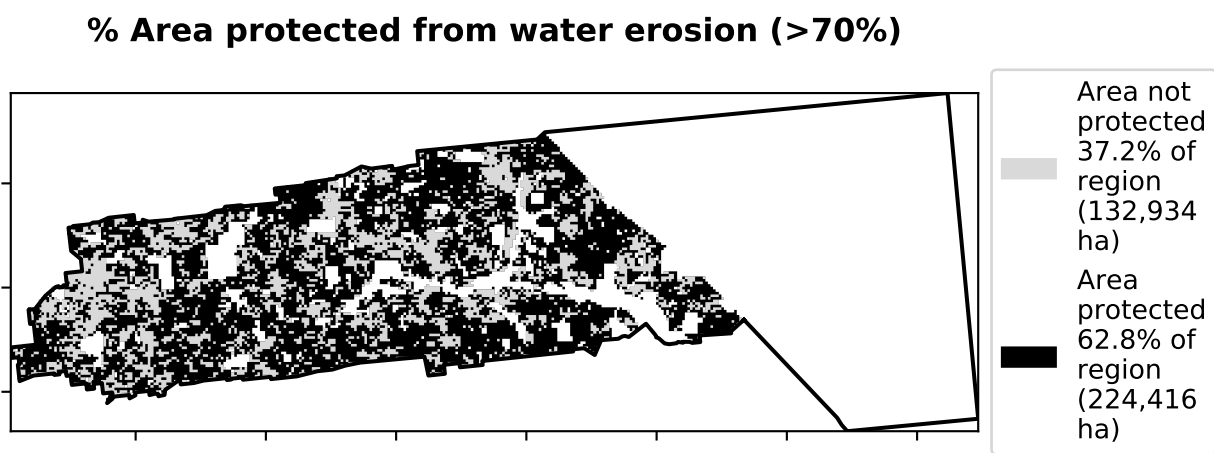 % Area protected from water erosion (>70%)
Area not
protected
37.2% of
region
(132,934
ha)
Area
protected
62.8% of
region
(224,416
ha)